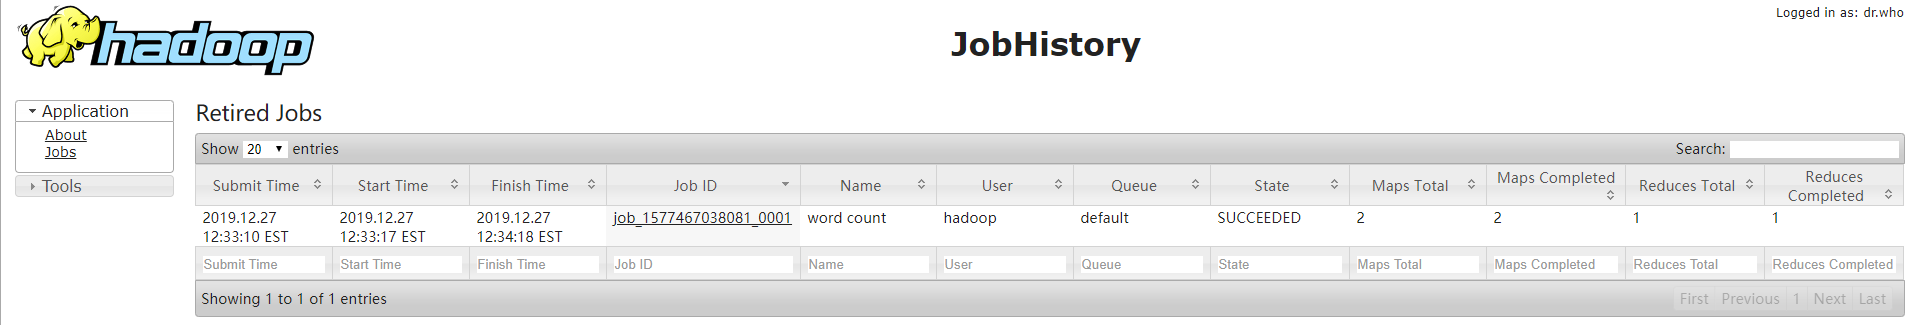 Logged in as: dr.who
hadoop
JobHistory
Application
About
Jobs
Tools
Retired Jobs
Show 20 entries
Search:
Submit Time Start Time Finish Time Job ID Name User Queue State Maps Total Maps Completed Reduces Total Reduces Completed
2019.12.27 2019.12.27 2019.12.27 job_1577467038081_0001 word count hadoop default SUCCEEDED 2 2 1 1
12:33:10 EST 12:33:17 EST 12:34:18 EST
Submit Time Start Time Finish Time Job ID Name User Queue State Maps Total Maps Completed Reduces Total Reduces Completed
Showing 1 to 1 of 1 entries
First Previous 1 Next Last